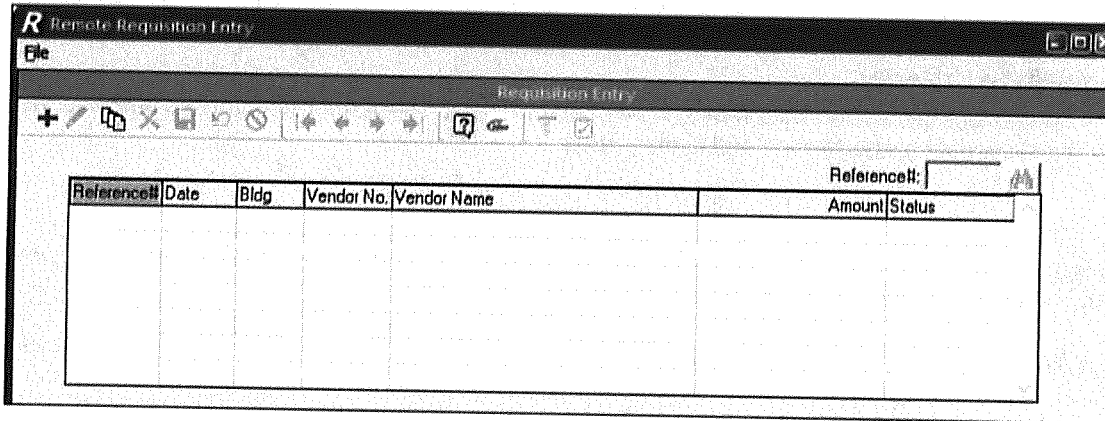 R Remote Requisition Entry
File
Requisition Entry
Reference#:
Reference# Date Bldg Vendor No. Vendor Name Amount Status